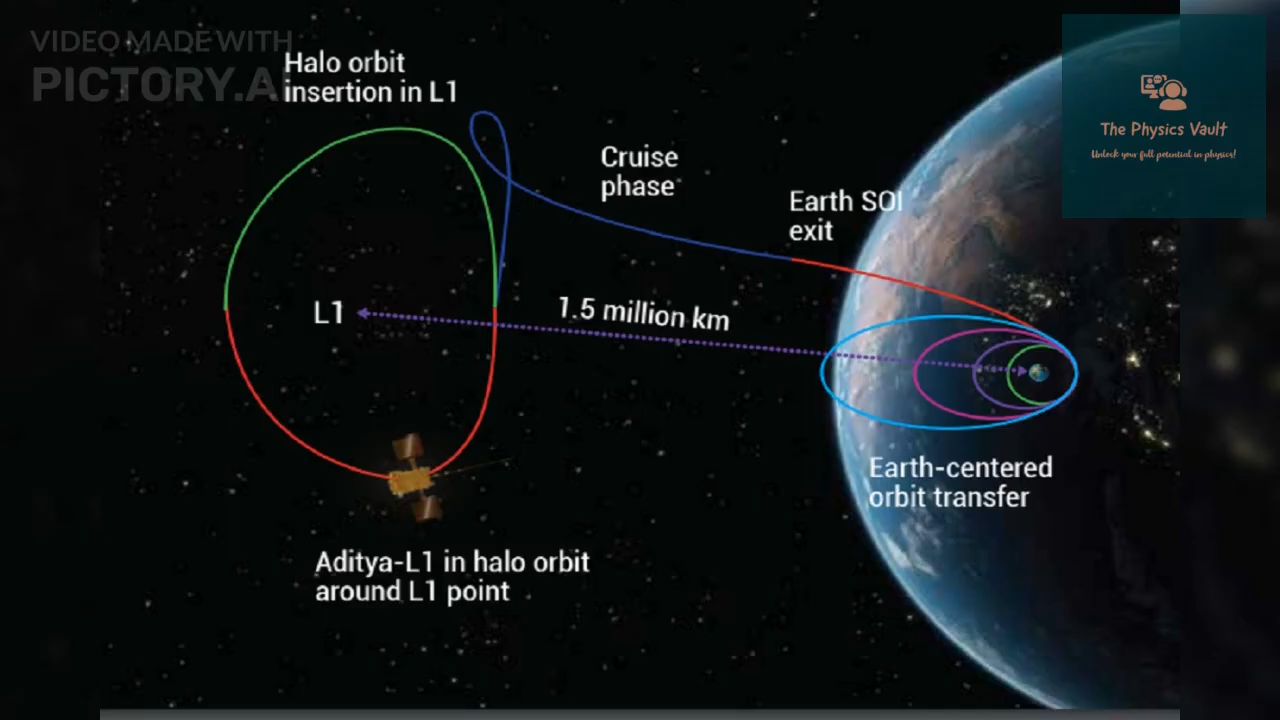 VIDEO MADE WITH
PICTORY.A
Halo orbit
insertion in L1
Cruise
phase
Earth SOI
exit
The Physics Vault
Unlock your full potential in physics!
L1
1.5 million km
Earth-centered
orbit transfer
Aditya-L1 in halo orbit
around L1 point